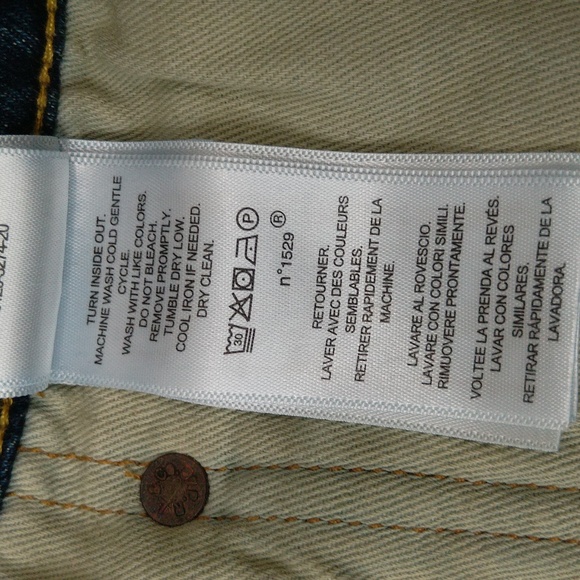 TURN INSIDE OUT.
MACHINE WASH COLD GENTLE
CYCLE.
WASH WITH LIKE COLORS.
DO NOT BLEACH.
REMOVE PROMPTLY.
TUMBLE DRY LOW.
COOL IRON IF NEEDED.
DRY CLEAN.
30 P
n°1529 ®
RETOURNER.
LAVER AVEC DES COULEURS
SEMBLABLES.
RETIRER RAPIDEMENT DE LA
MACHINE.
LAVARE AL ROVESCIO.
LAVARE CON COLORI SIMILI.
RIMUOVERE PRONTAMENTE.
VOLTEE LA PRENDA AL REVÉS.
LAVAR CON COLORES
SIMILARES.
RETIRAR RÁPIDAMENTE DE LA
LAVADORA.